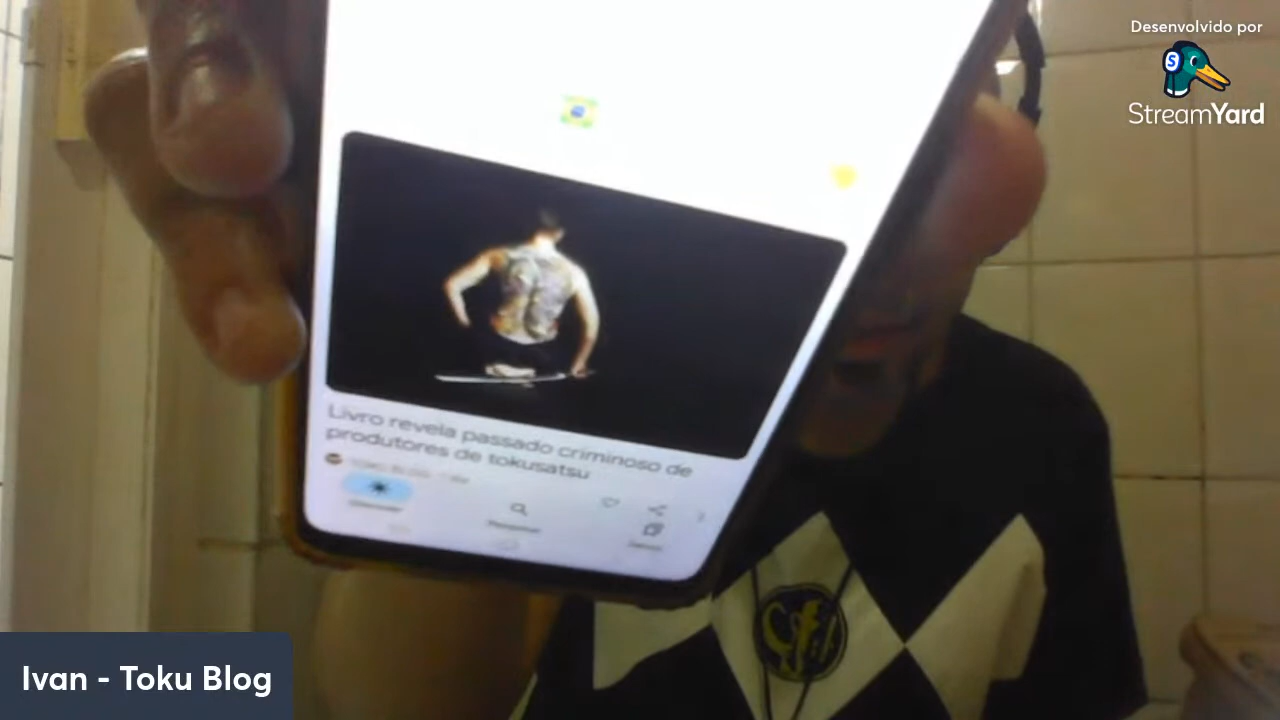 Desenvolvido por
StreamYard
Livro revela passado criminoso de
produtores de tokusatsu
Ivan - Toku Blog